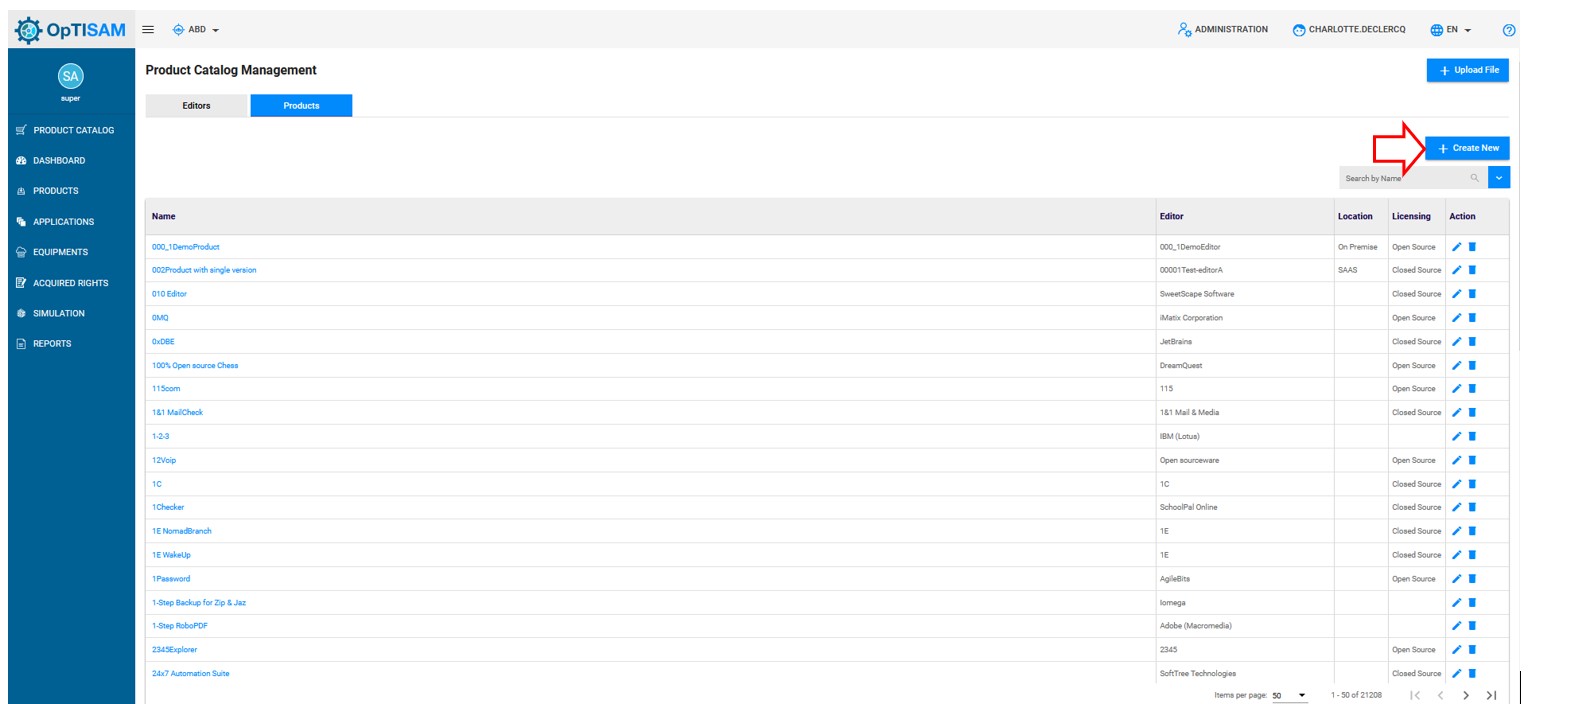 OpTISAM ABD ADMINISTRATION CHARLOTTE.DECLERCQ EN
SA
super
PRODUCT CATALOG
DASHBOARD
PRODUCTS
APPLICATIONS
EQUIPMENTS
ACQUIRED RIGHTS
SIMULATION
REPORTS
Product Catalog Management
Upload File
Editors Products
Create New
Search by Name
Name Editor Location Licensing Action
000_1DemoProduct 000_1DemoEditor On Premise Open Source
002Product with single version 00001Test-editorA SAAS Closed Source
010 Editor SweetScape Software Closed Source
0MQ iMatix Corporation Open Source
0xDBE JetBrains Closed Source
100% Open source Chess DreamQuest Open Source
115com 115 Open Source
1&1 MailCheck 1&1 Mail & Media Closed Source
1-2-3 IBM (Lotus)
12Voip Open sourceware Open Source
1C 1C Closed Source
1Checker SchoolPal Online Closed Source
1E NomadBranch 1E Closed Source
1E WakeUp 1E Closed Source
1Password AgileBits Open Source
1-Step Backup for Zip & Jaz Iomega
1-Step RoboPDF Adobe (Macromedia)
2345Explorer 2345 Open Source
24x7 Automation Suite SoftTree Technologies Closed Source
Items per page: 50 1 - 50 of 21208